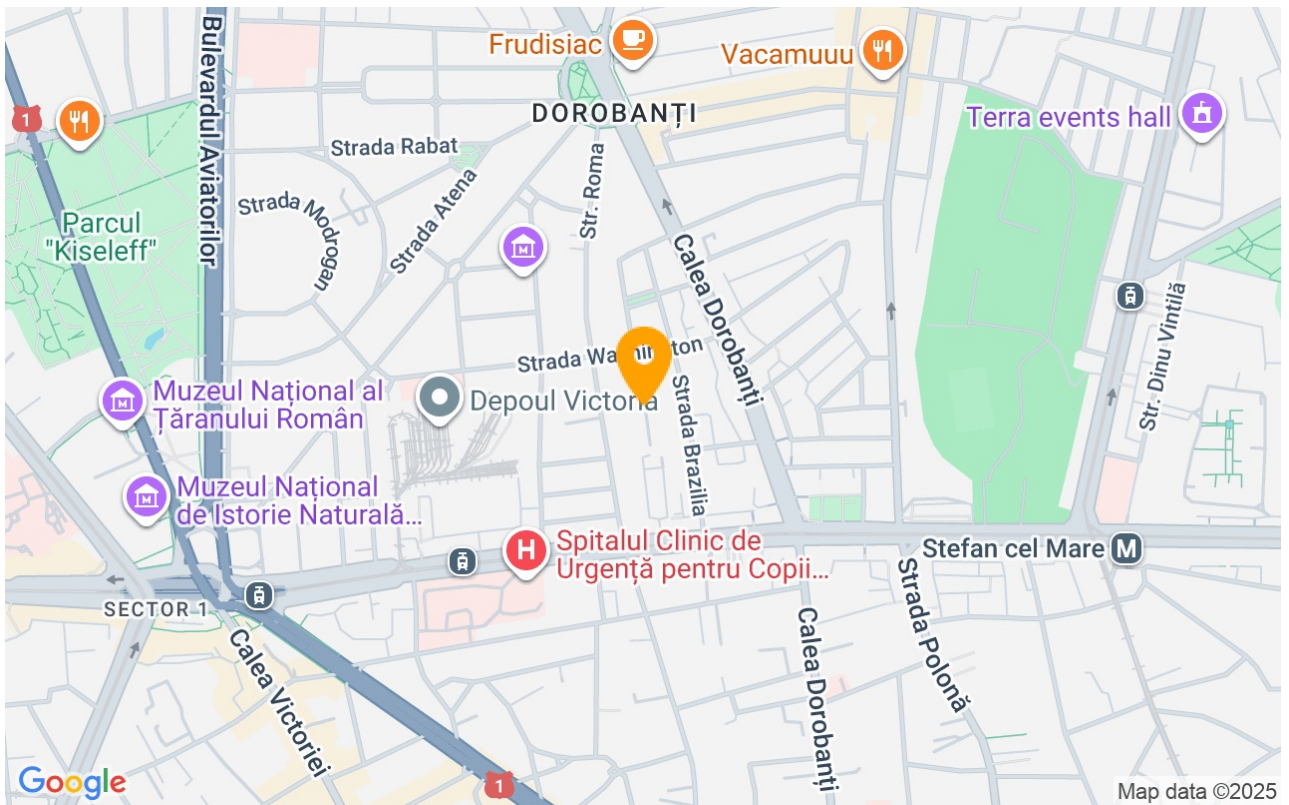 Frudisiac
Vacamuuu
DOROBANȚI
Terra events hall
1
Bulevardul Aviatorilor
Strada Rabat
Strada Atena
Str. Roma
Strada Modrogan
Parcul
"Kiseleff"
Calea Dorobanți
Str. Dinu Vintilă
Strada Wa
ton
Depoul Victoria
Strada Brazilia
M
Muzeul Național al
Țăranului Român
M
Muzeul Național
de Istorie Naturală...
M
H
Spitalul Clinic de
Urgență pentru Copii...
Stefan cel Mare M
SECTOR 1
Calea Victoriei
Calea Dorobanți
Strada Polonă
1
Google
Map data ©2025